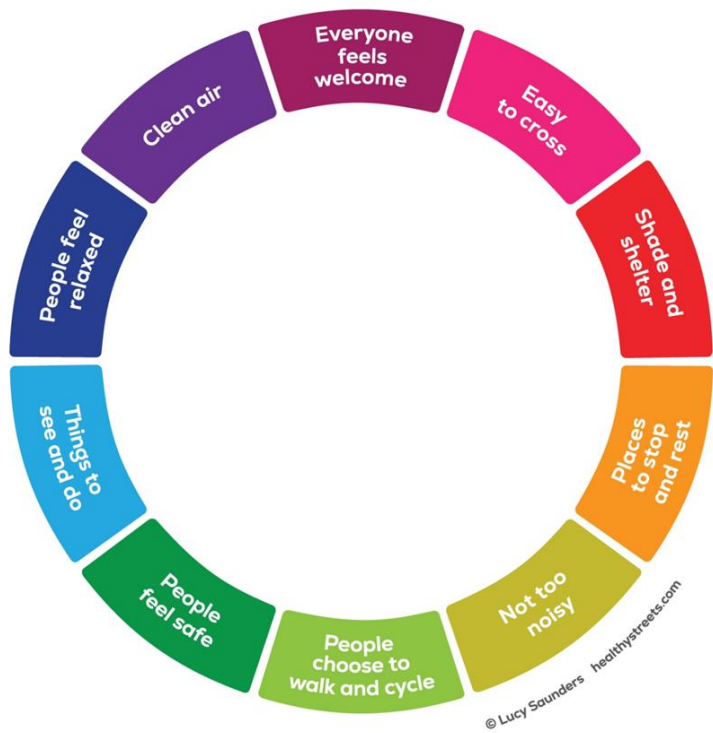 Everyone
feels
welcome
Easy
to cross
Shade and
shelter
Places
to stop
and rest
Not too
noisy
People
choose to
walk and cycle
People
feel safe
Things to
see and do
People feel
relaxed
Clean air
© Lucy Saunders healthystreets.com